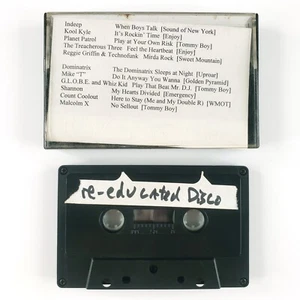 Indeep When Boys Talk [Sound of New York]
Kool Kyle It's Rockin' Time [Enjoy]
Planet Patrol Play at Your Own Risk [Tommy Boy]
The Treacherous Three Feel the Heartbeat [Enjoy]
Reggie Griffin & Technofunk Mirda Rock [Sweet Mountain]
Dominatrix The Dominatrix Sleeps at Night [Uproar]
Mike "T" Do It Anyway You Wanna [Golden Pyramid]
G.L.O.B.E. and Whiz Kid Play That Beat Mr. D.J. [Tommy Boy]
Shannon My Hearts Divided [Emergency]
Count Coolout Here to Stay (Me and My Double R) [WMOT]
Malcolm X No Sellout [Tommy Boy]
re-educated Disco